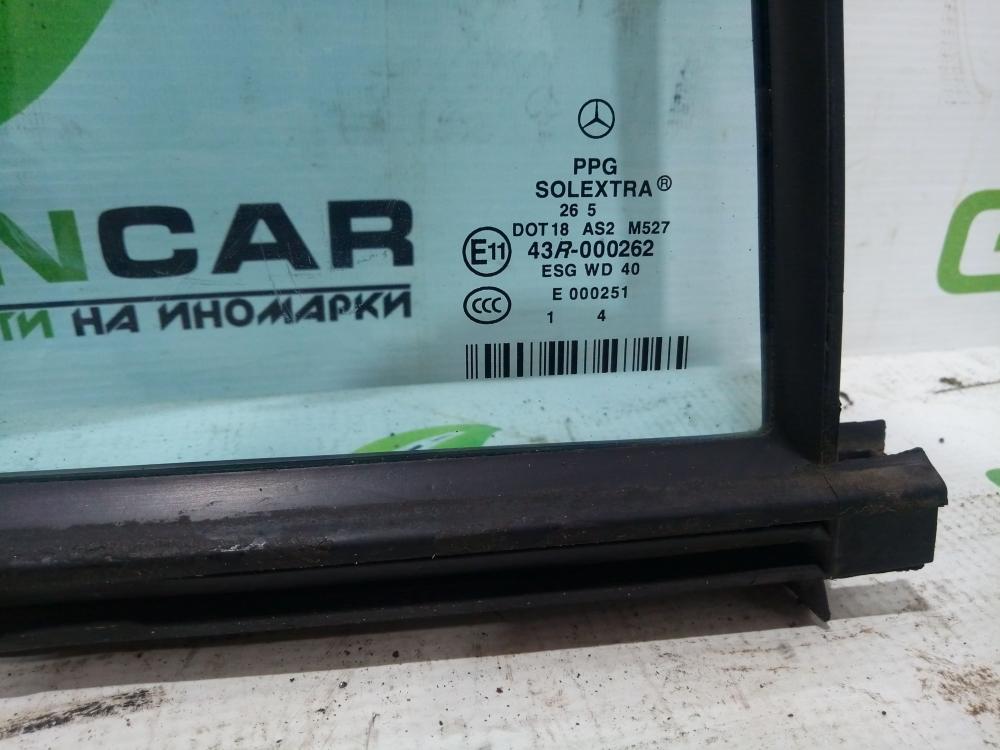 PPG
SOLEXTRA®
26 5
DOT18 AS2 M527
E11 43R-000262
ESG WD 40
CCC E 000251
1 4
NCAR
ТИ НА ИНОМАРКИ
G